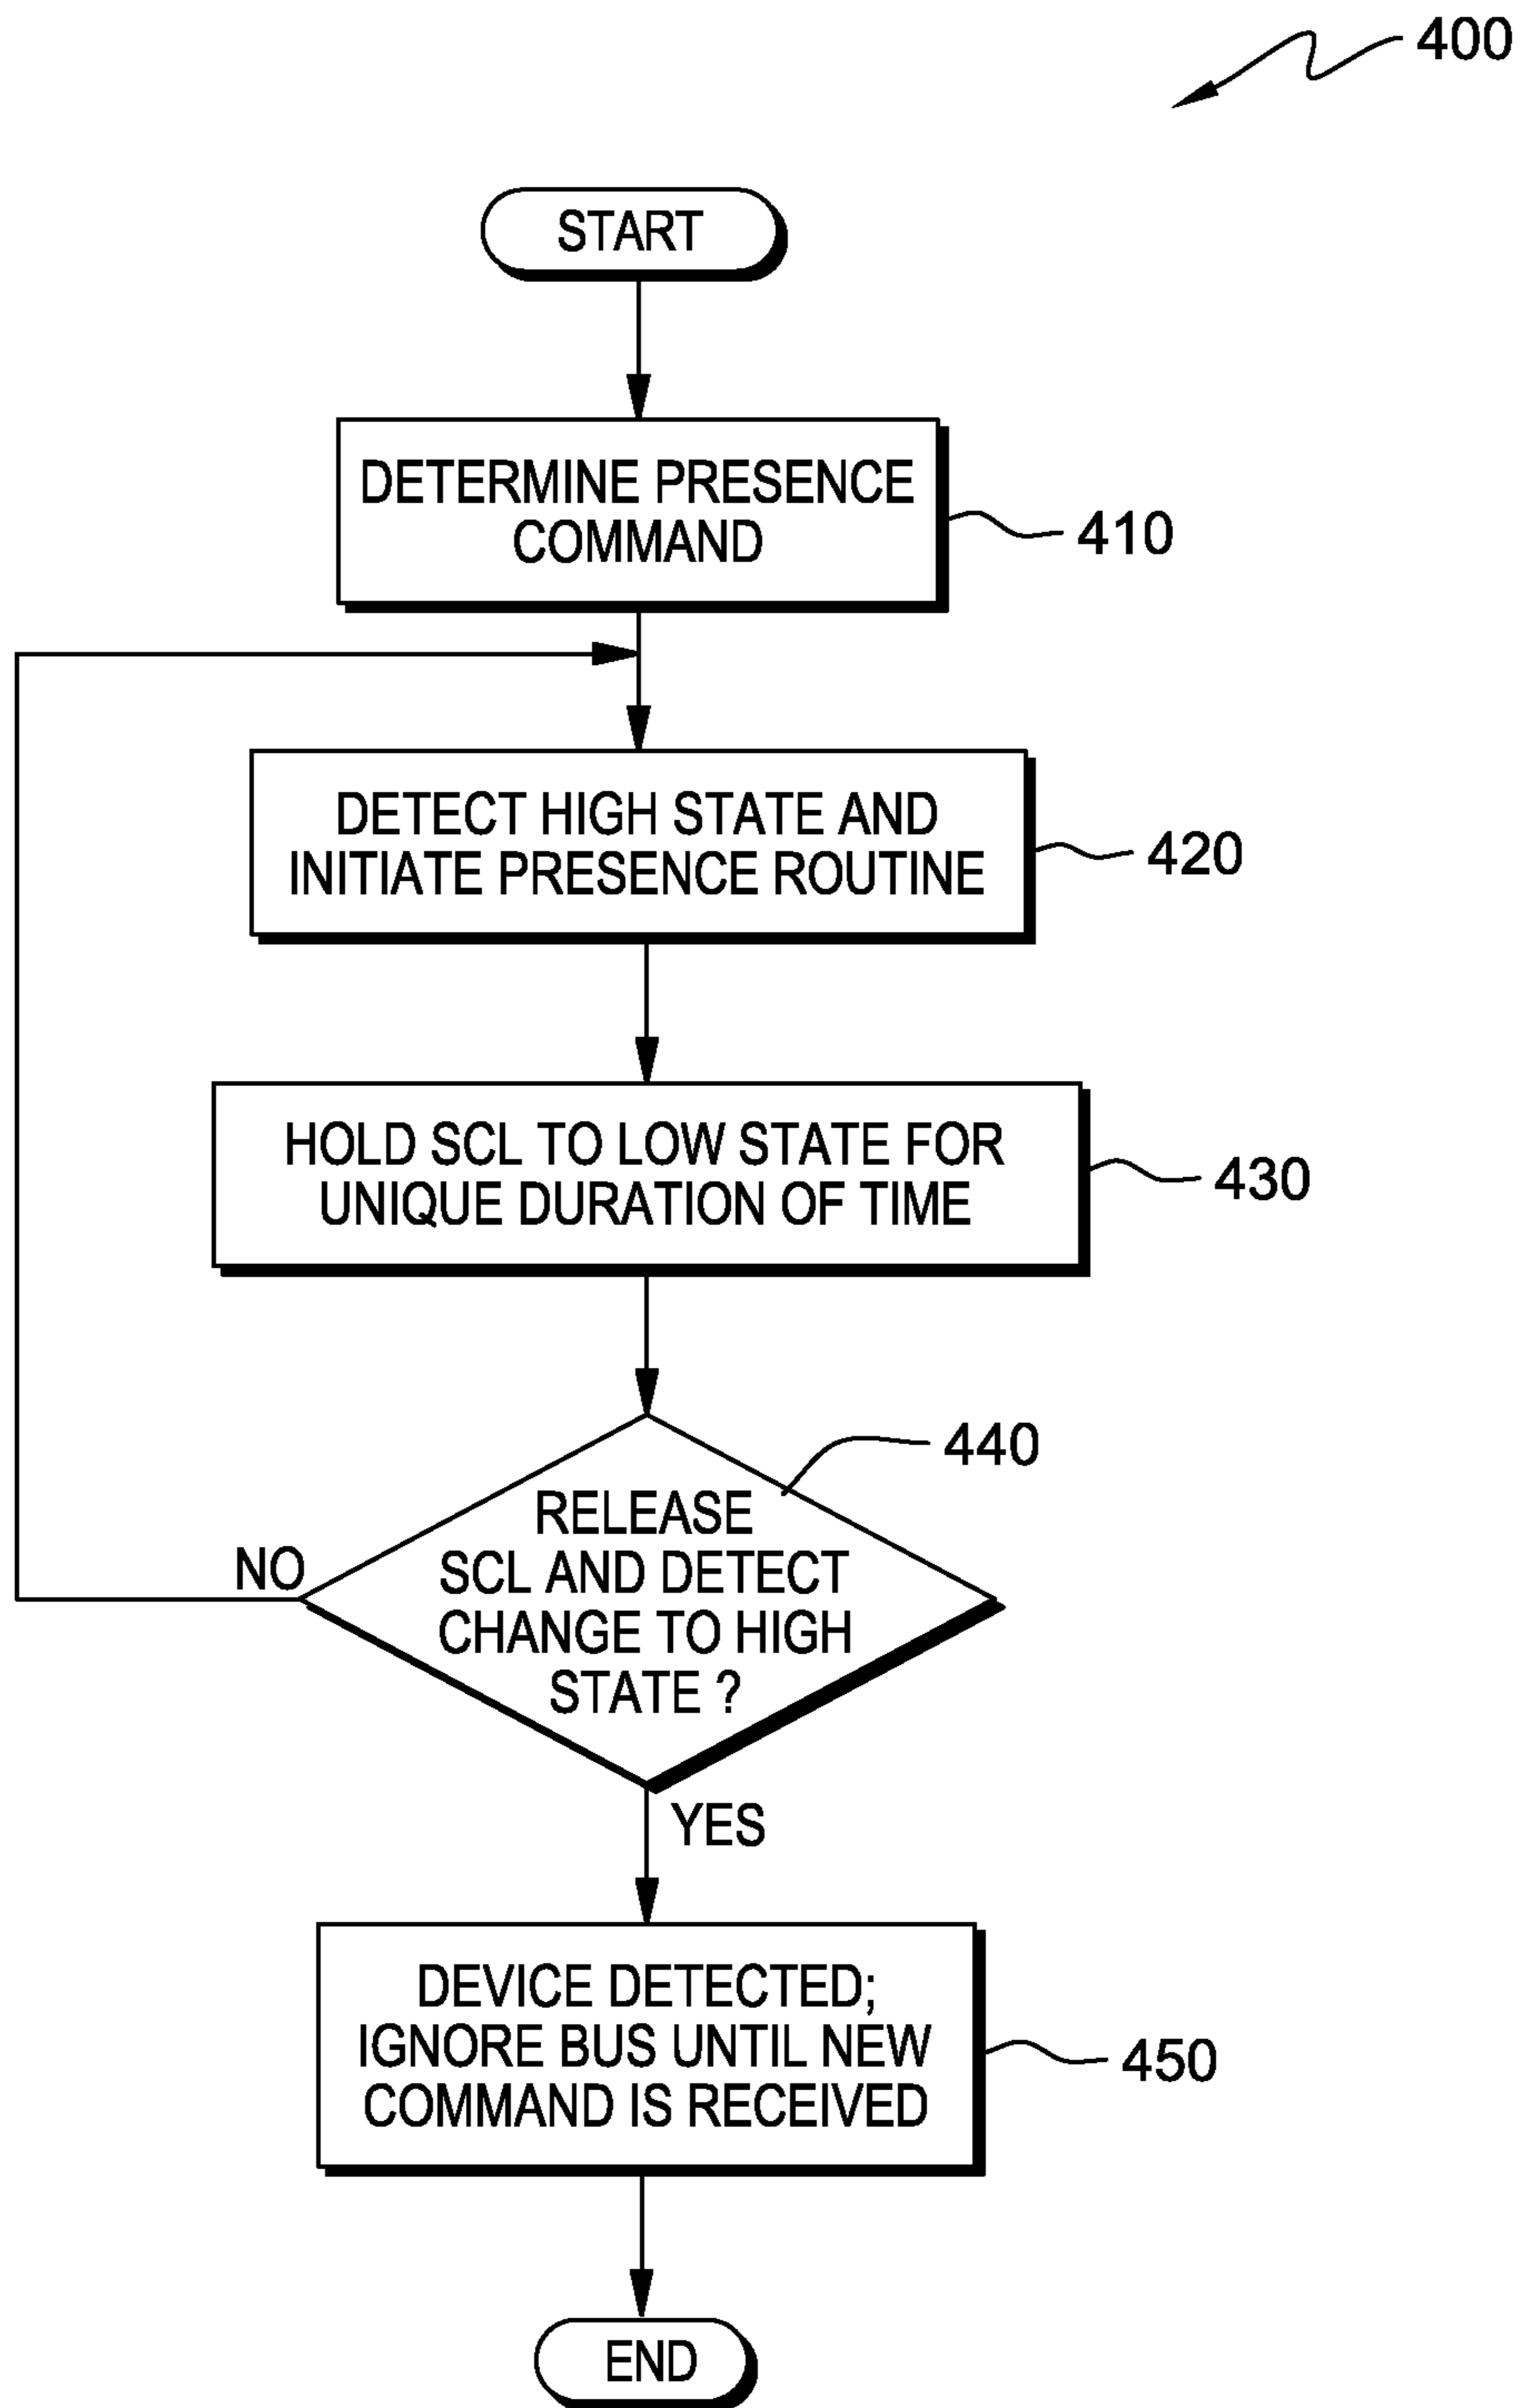 400
START
DETERMINE PRESENCE
COMMAND
410
DETECT HIGH STATE AND
INITIATE PRESENCE ROUTINE
420
HOLD SCL TO LOW STATE FOR
UNIQUE DURATION OF TIME
430
440
RELEASE
SCL AND DETECT
CHANGE TO HIGH
STATE ?
NO
YES
DEVICE DETECTED;
IGNORE BUS UNTIL NEW
COMMAND IS RECEIVED
450
END